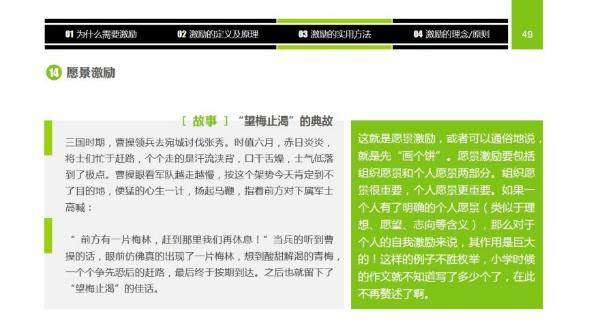 01 为什么需要激励
02 激励的定义及原理
03 激励的实用方法
04 激励的理念/原则
49
14 愿景激励
[ 故事 ] “望梅止渴”的典故
三国时期，曹操领兵去宛城讨伐张秀。时值六月，赤日炎炎，
将士们忙于赶路，个个走的是汗流浃背，口干舌燥，士气低落
到了极点。曹操眼看军队越走越慢，按这个架势今天肯定到不
了目的地，便猛的心生一计，扬起马鞭，指着前方对下属军士
高喊：
“ 前方有一片梅林，赶到那里我们再休息！”当兵的听到曹
操的话，眼前仿佛真的出现了一片梅林，想到酸甜解渴的青梅，
一个个争先恐后的赶路，最终于按期到达。之后也就留下了
“望梅止渴”的佳话。
这就是愿景激励，或者可以通俗地说，
就是先“画个饼”。愿景激励要包括
组织愿景和个人愿景两部分。组织愿
景很重要，个人愿景更重要。如果一
个人有了明确的个人愿景（类似于理
想、愿望、志向等含义），那么对于
个人的自我激励来说，其作用是巨大
的！这样的例子不胜枚举，小学时候
的作文就不知道写了多少个了，在此
不再赘述了啊。